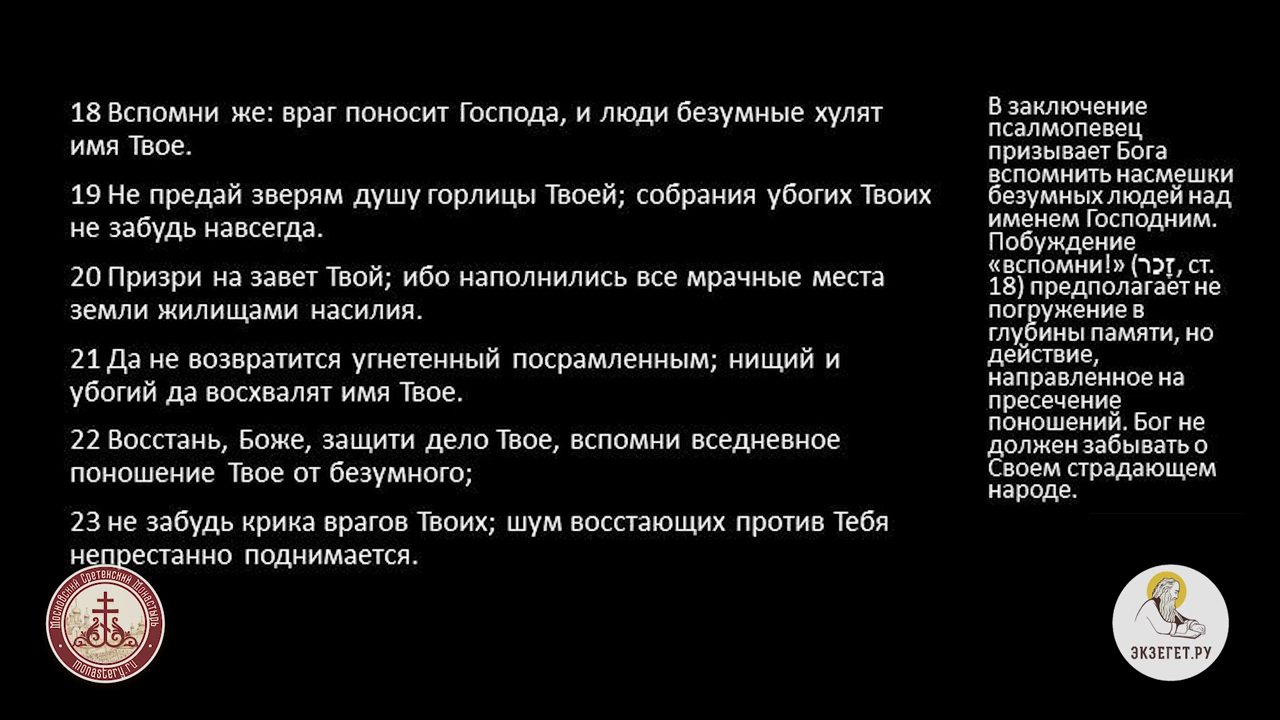 18 Вспомни же: враг поносит Господа, и люди безумные хулят
имя Твое.
19 Не предай зверям душу горлицы Твоей; собрания убогих Твоих
не забудь навсегда.
20 Призри на завет Твой; ибо наполнились все мрачные места
земли жилищами насилия.
21 Да не возвратится угнетенный посрамленным; нищий и
убогий да восхвалят имя Твое.
22 Восстань, Боже, защити дело Твое, вспомни вседневное
поношение Твое от безумного;
23 не забудь крика врагов Твоих; шум восстающих против Тебя
непрестанно поднимается.
В заключение
псалмопевец
призывает Бога
вспомнить насмешки
безумных людей над
именем Господним.
Побуждение
«вспомни!» (זָכר, ст.
18) предполагает не
погружение в
глубины памяти, но
действие,
направленное на
пресечение
поношений. Бог не
должен забывать о
Своем страдающем
народе.
Московский Сретенский Монастырь
monastery.ru
ЭКЗЕГЕТ.РУ